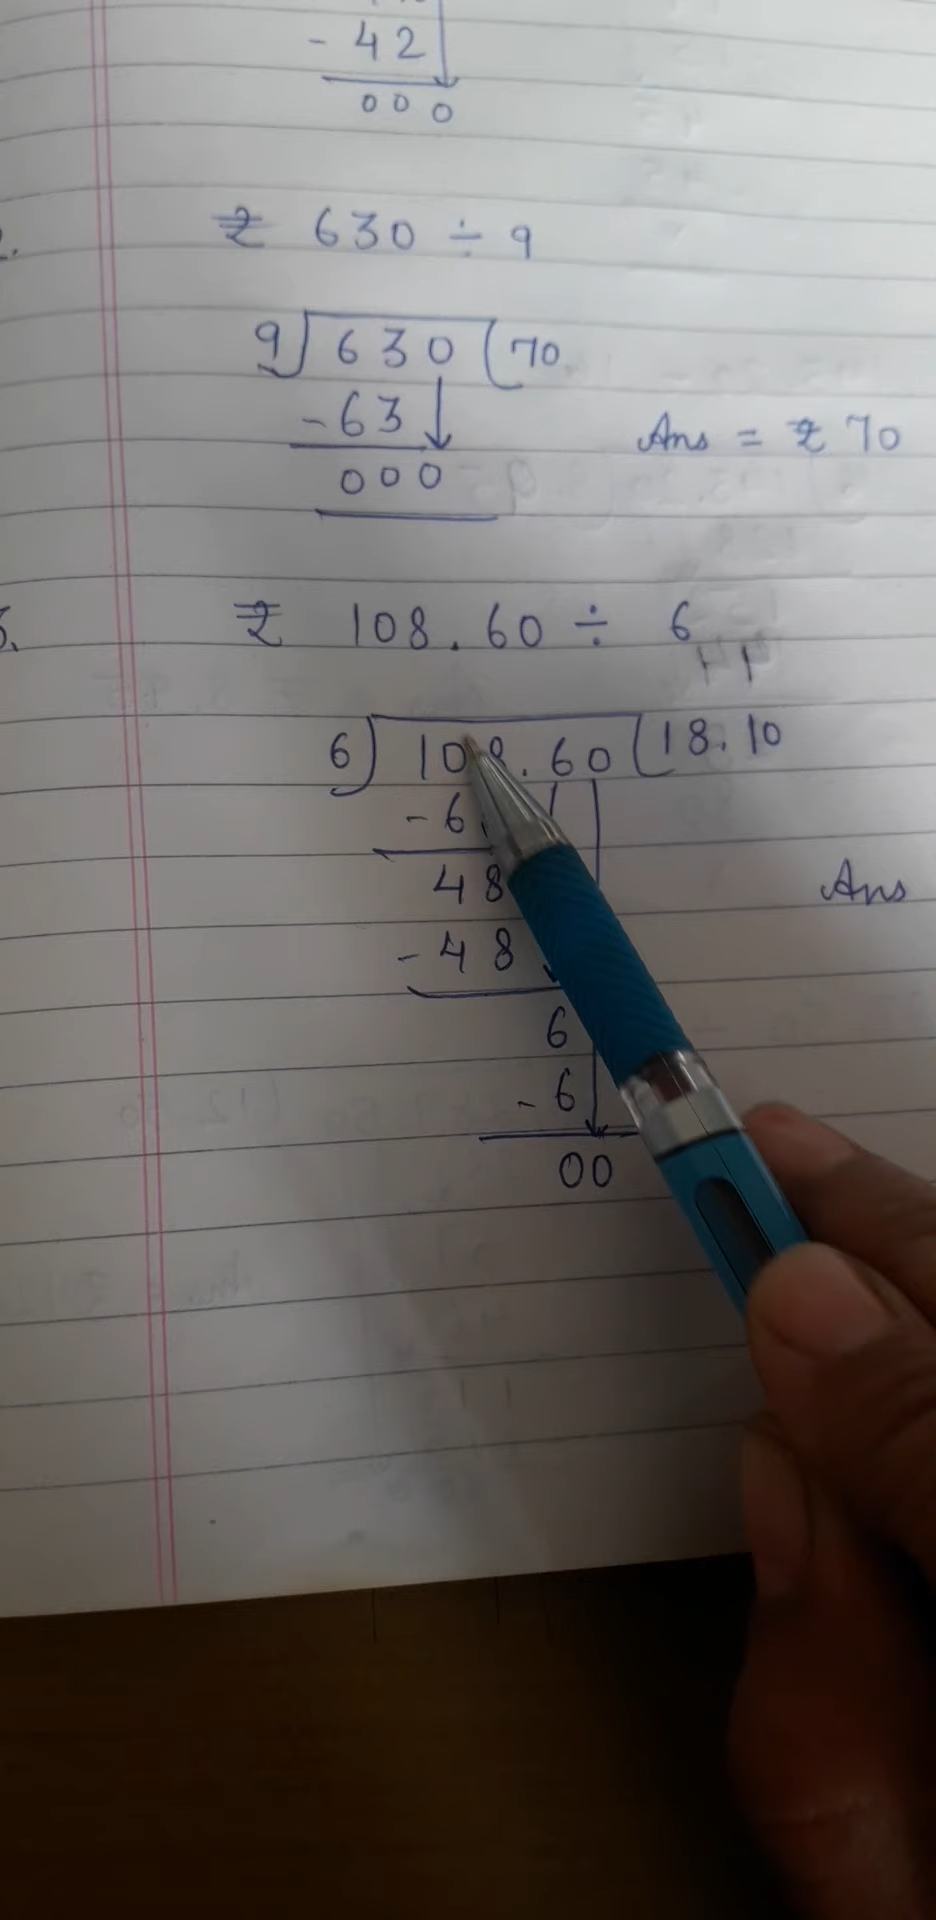 - 42
000
₹ 630 ÷ 9
9) 630 (70
- 63
Ans = ₹ 70
000
₹ 108.60 ÷ 6
6) 108.60 (18.10
- 6
48
Ans
- 48
6
- 6
00